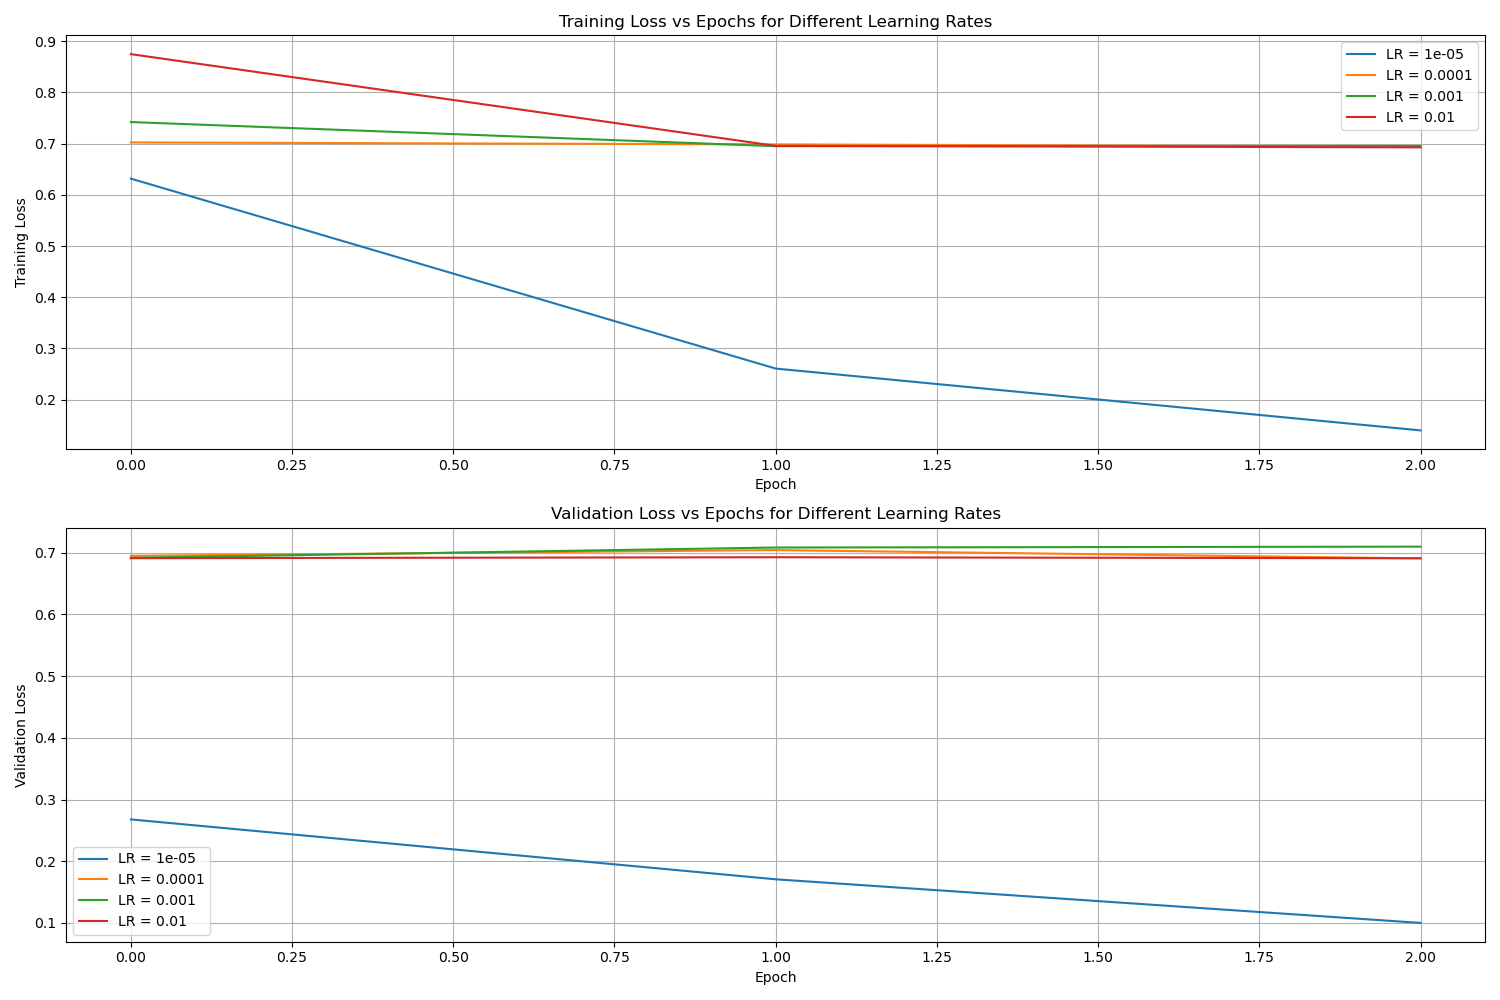 Training Loss vs Epochs for Different Learning Rates
Training Loss
0.9
0.8
0.7
0.6
0.5
0.4
0.3
0.2
LR = 1e-05
LR = 0.0001
LR = 0.001
LR = 0.01
0.00 0.25 0.50 0.75 1.00 1.25 1.50 1.75 2.00
Epoch
Validation Loss vs Epochs for Different Learning Rates
Validation Loss
0.7
0.6
0.5
0.4
0.3
0.2
0.1
LR = 1e-05
LR = 0.0001
LR = 0.001
LR = 0.01
0.00 0.25 0.50 0.75 1.00 1.25 1.50 1.75 2.00
Epoch